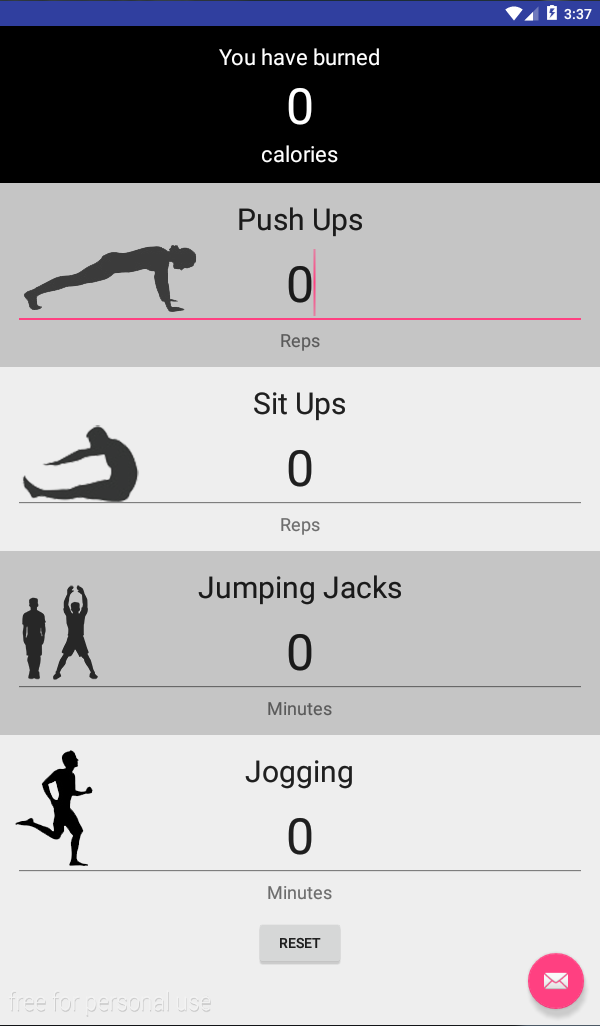 3:37
You have burned
0
calories
Push Ups
0
Reps
Sit Ups
0
Reps
Jumping Jacks
0
Minutes
Jogging
0
Minutes
RESET
free for personal use